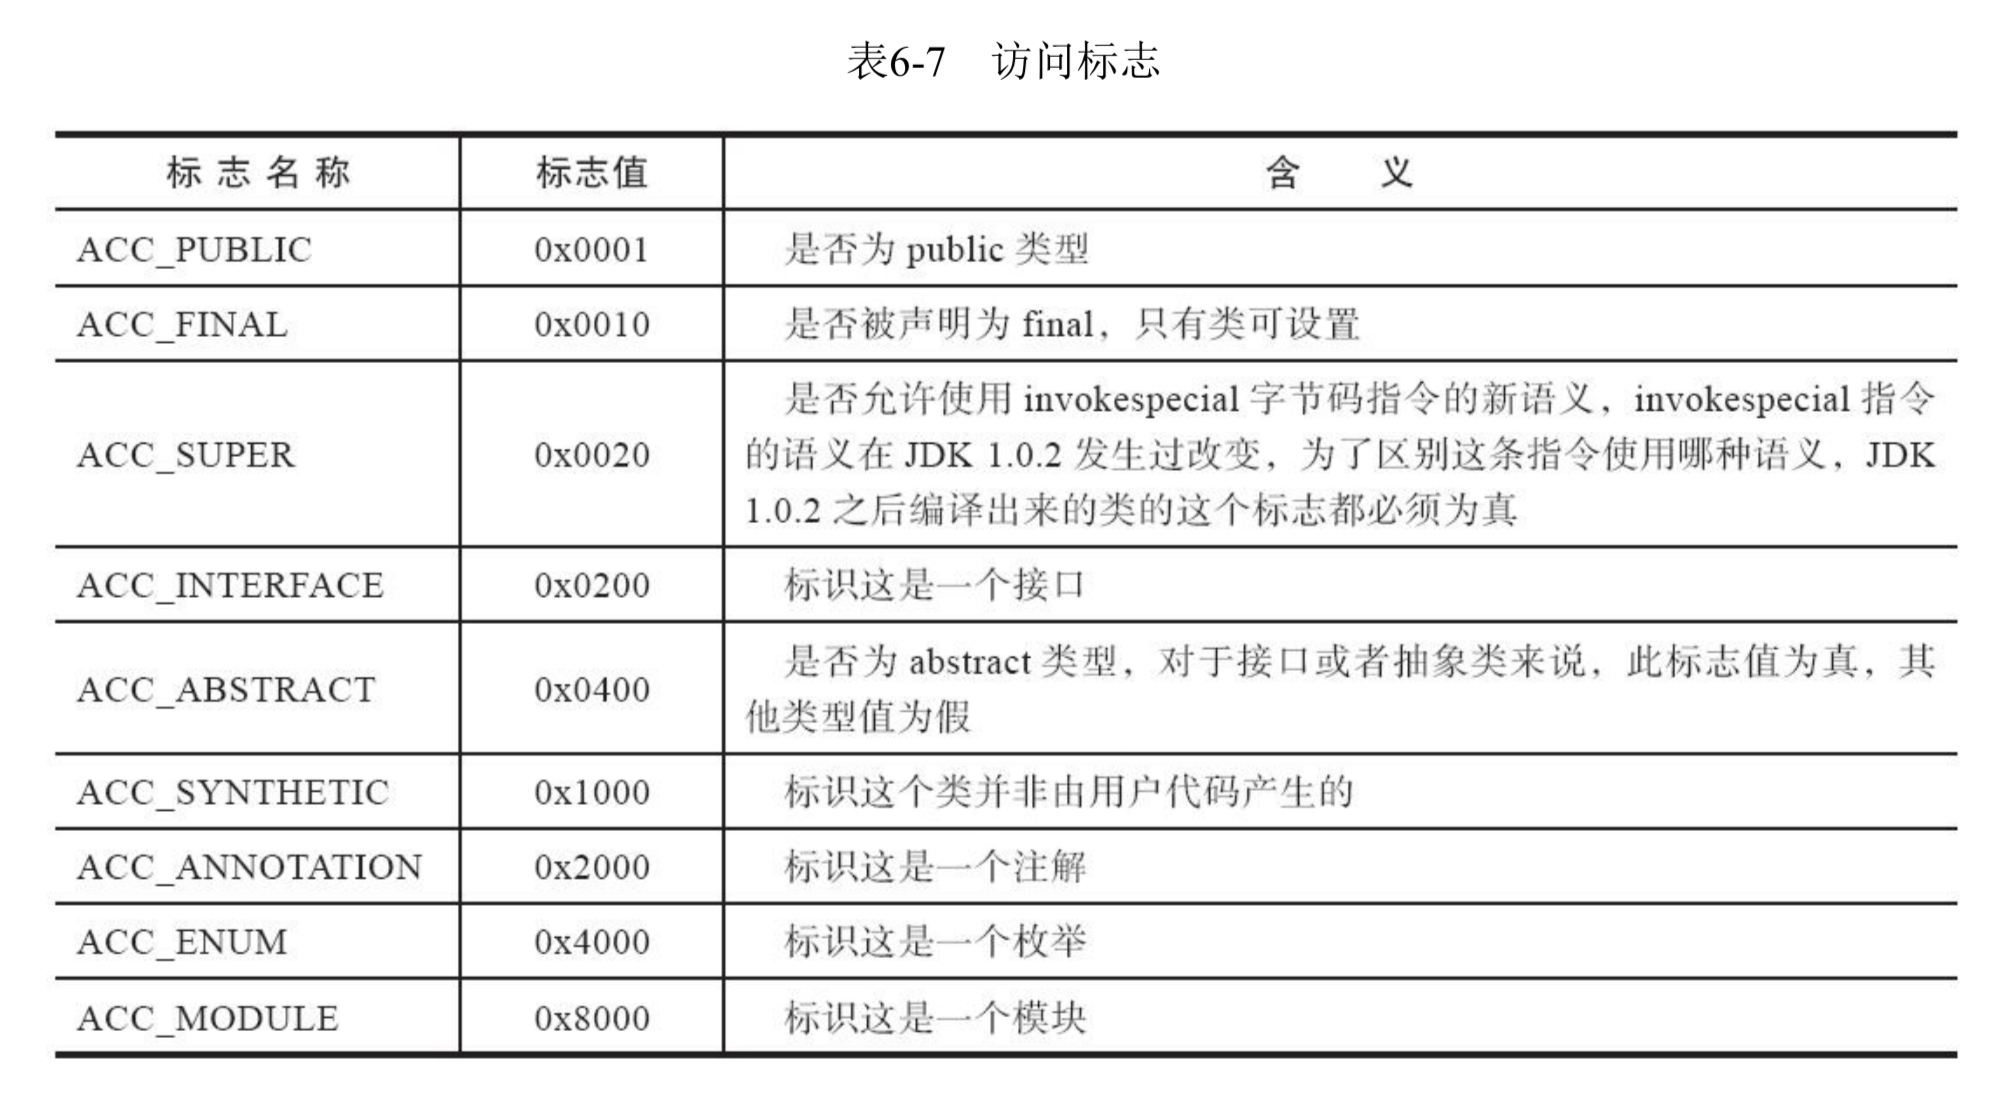 表6-7 访问标志
标志名称 标志值 含 义
ACC_PUBLIC 0x0001 是否为 public 类型
ACC_FINAL 0x0010 是否被声明为 final，只有类可设置
是否允许使用 invokespecial 字节码指令的新语义，invokespecial 指令
ACC_SUPER 0x0020 的语义在 JDK 1.0.2 发生过改变，为了区别这条指令使用哪种语义，JDK
1.0.2 之后编译出来的类的这个标志都必须为真
ACC_INTERFACE 0x0200 标识这是一个接口
ACC_ABSTRACT 0x0400 是否为 abstract 类型，对于接口或者抽象类来说，此标志值为真，其
他类型值为假
ACC_SYNTHETIC 0x1000 标识这个类并非由用户代码产生的
ACC_ANNOTATION 0x2000 标识这是一个注解
ACC_ENUM 0x4000 标识这是一个枚举
ACC_MODULE 0x8000 标识这是一个模块